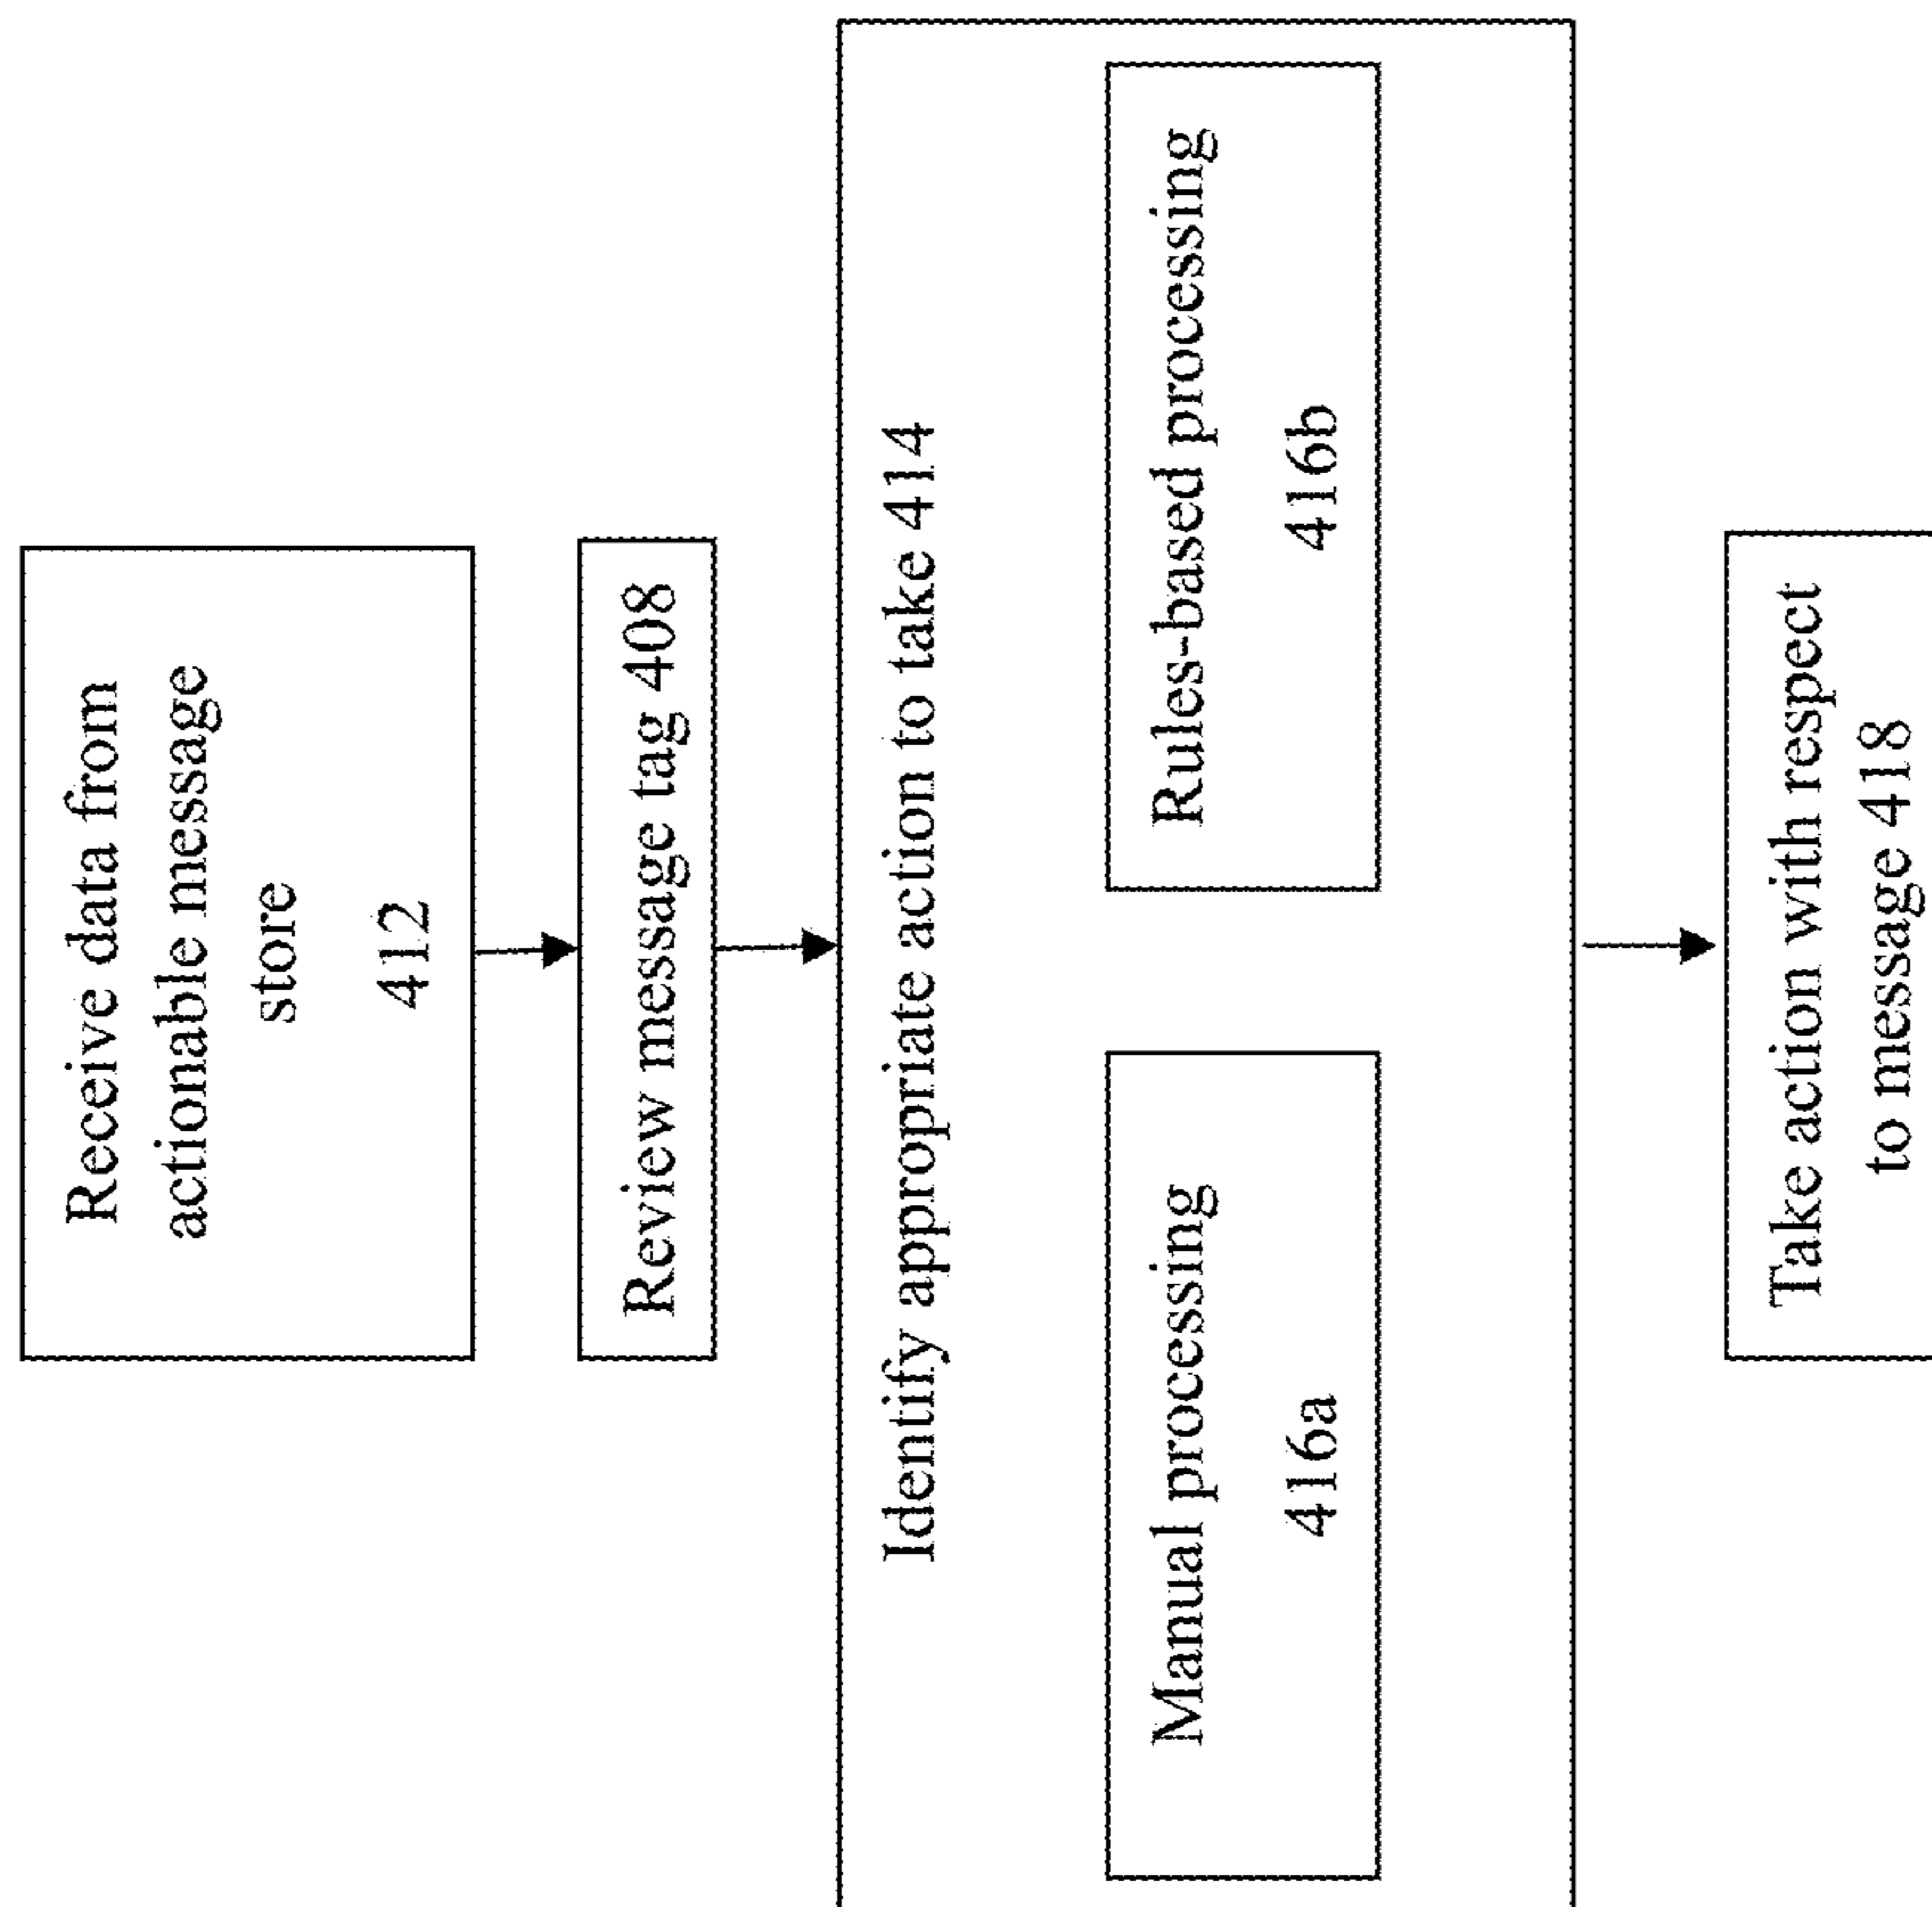 Receive data from
actionable message
store
412
Review message tag 408
Identify appropriate action to take 414
Manual processing
416a
Rules-based processing
416b
Take action with respect
to message 418